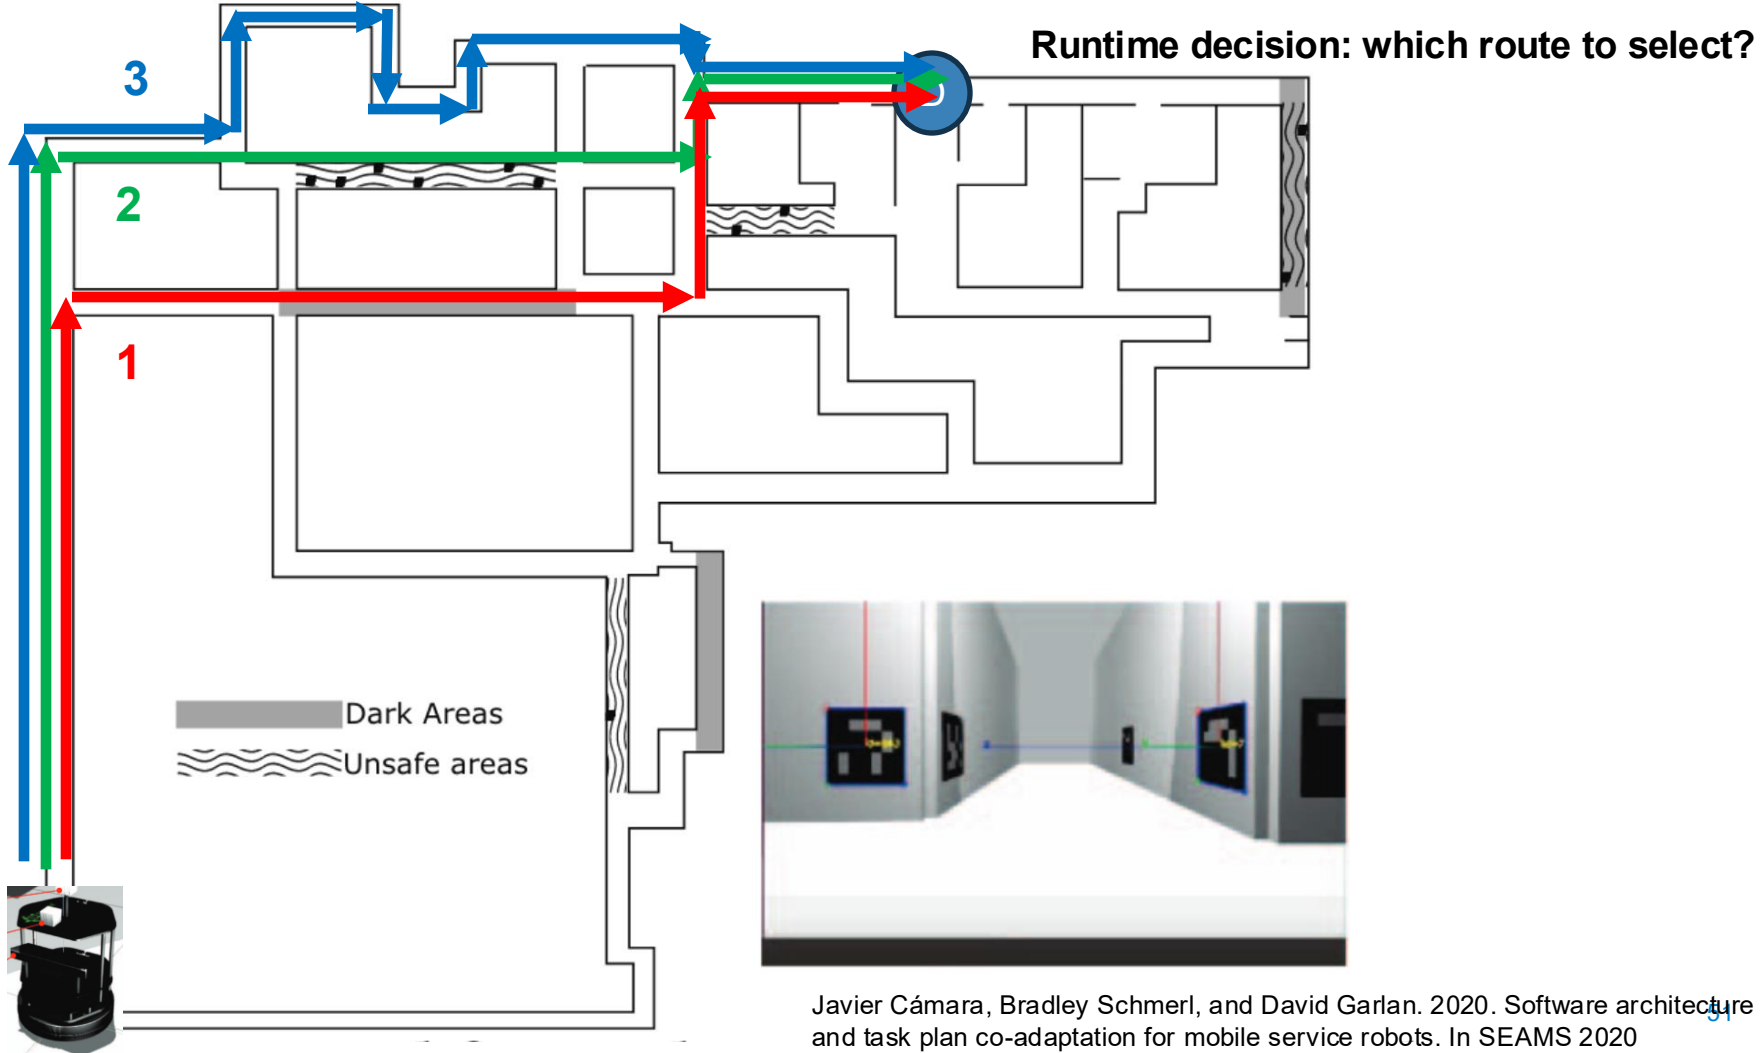 Runtime decision: which route to select?
3
D
2
1
Dark Areas
Unsafe areas
Javier Cámara, Bradley Schmerl, and David Garlan. 2020. Software architecture
and task plan co-adaptation for mobile service robots. In SEAMS 2020
51